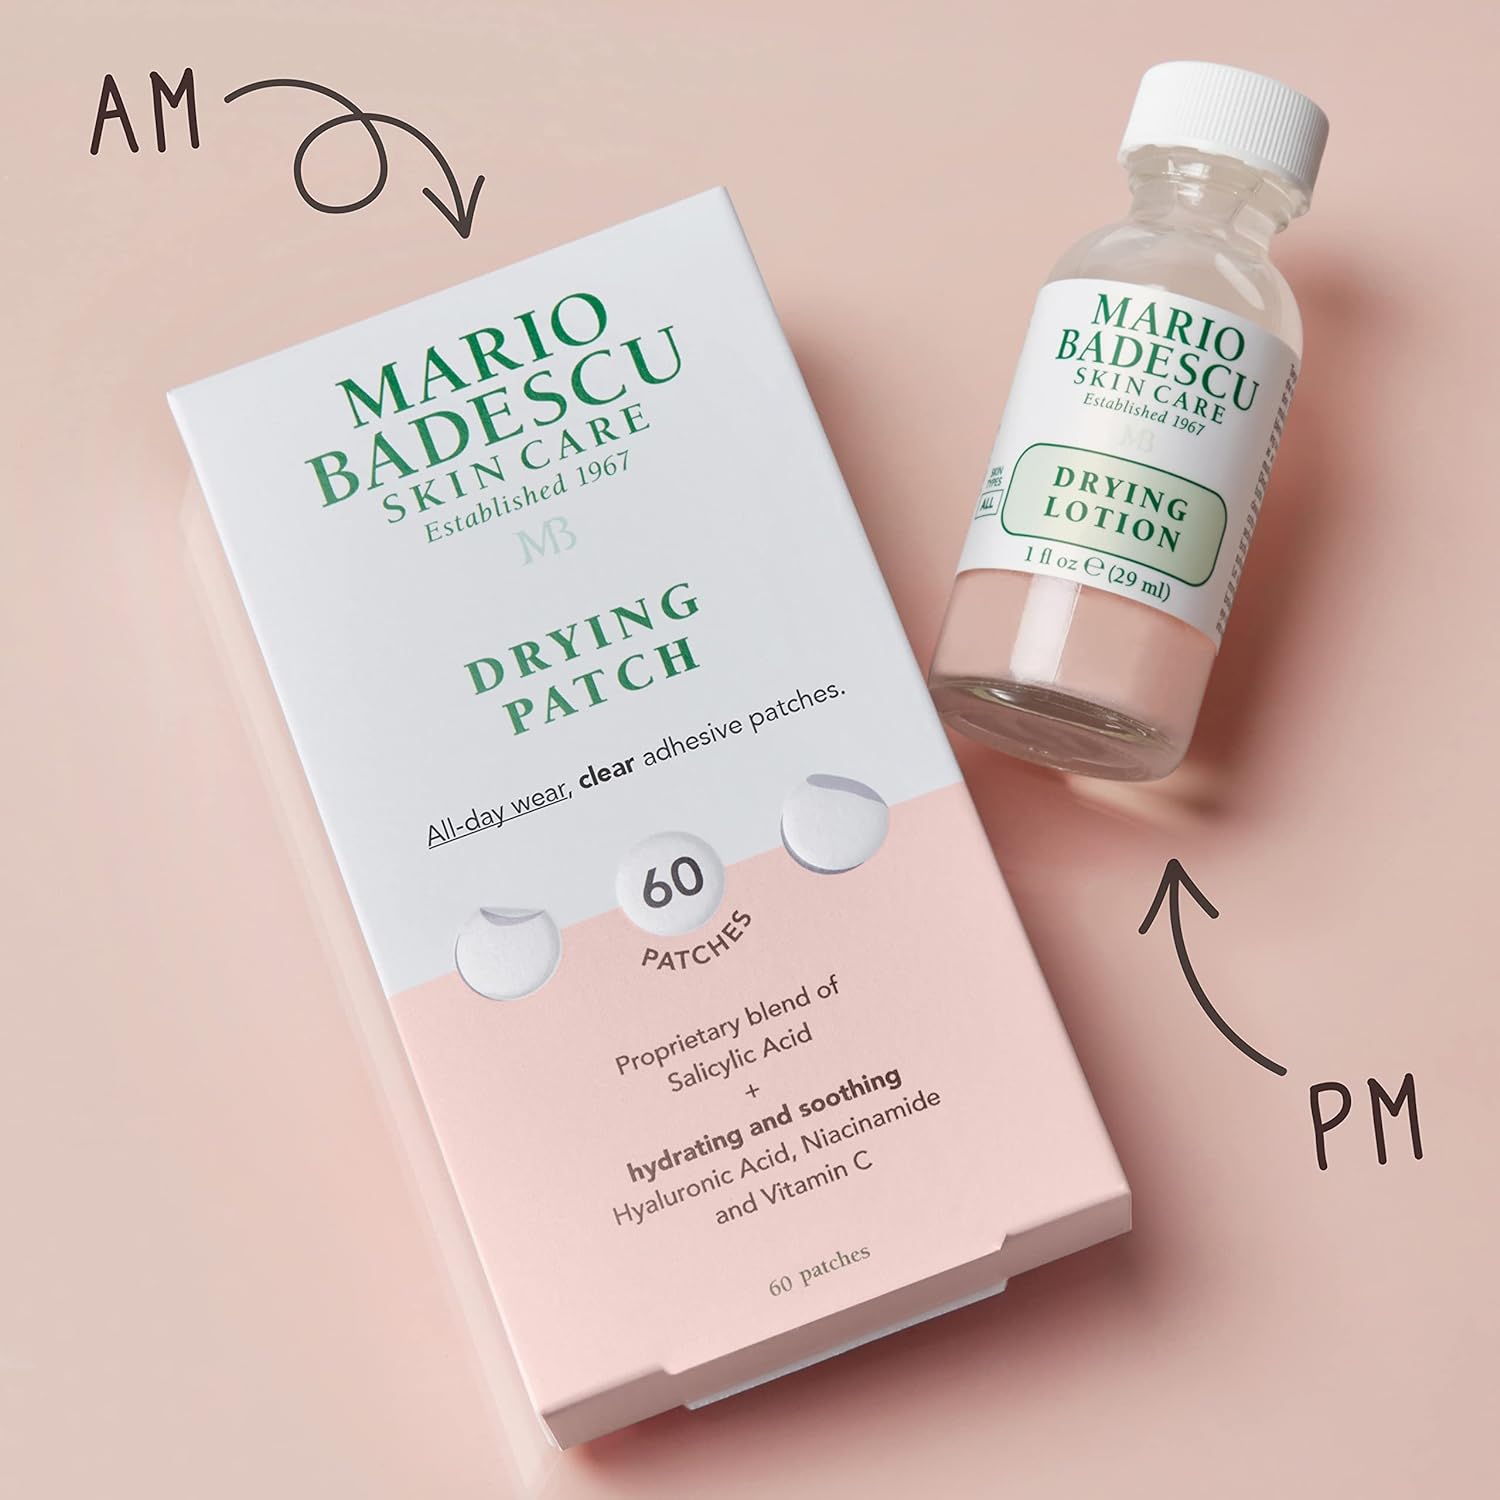 AM
MARIO
BADESCU
SKIN CARE
Established 1967
MB
DRYING
PATCH
All-day wear, clear adhesive patches.
60
PATCHES
Proprietary blend of
Salicylic Acid
+
hydrating and soothing
Hyaluronic Acid, Niacinamide
and Vitamin C
60 patches
MARIO
BADESCU
SKIN CARE
Established 1967
MB
SKIN
TYPES
ALL
DRYING
LOTION
1 fl oz ℮ (29 ml)
PM